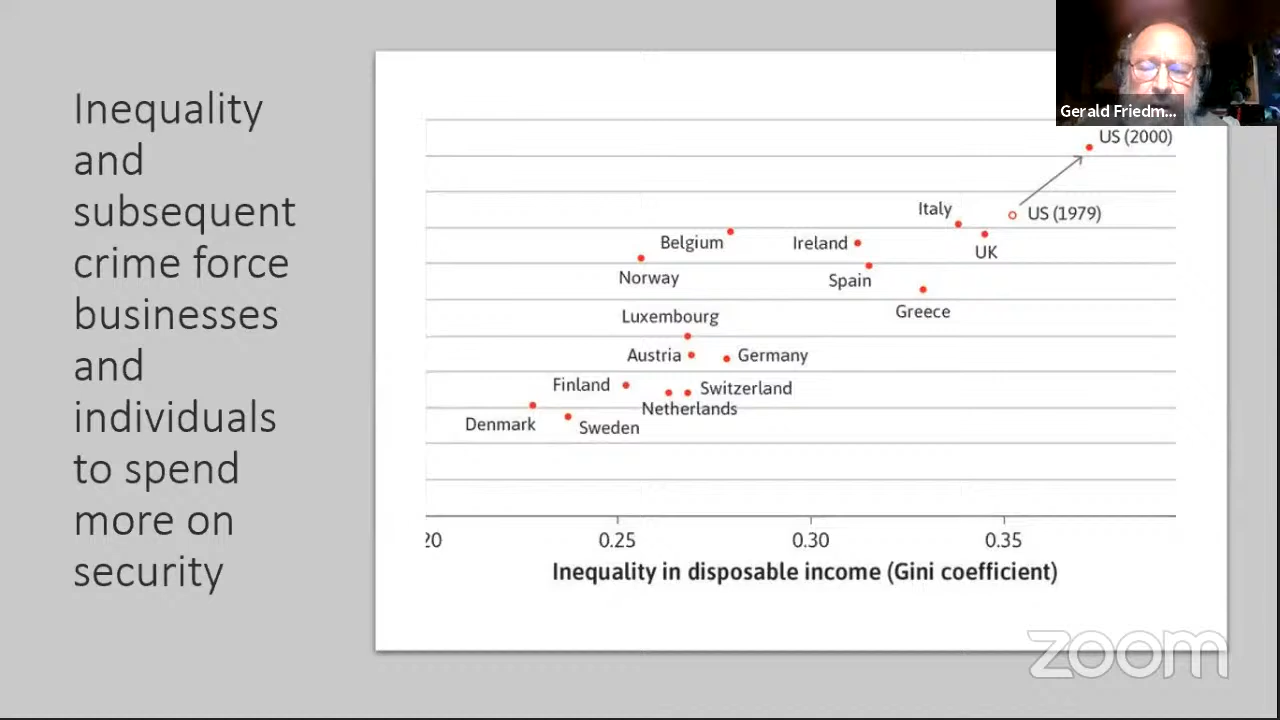 Inequality
and
subsequent
crime force
businesses
and
individuals
to spend
more on
security
Gerald Friedm...
US (2000)
Italy
US (1979)
Belgium
Ireland
UK
Norway
Spain
Greece
Luxembourg
Austria
Germany
Finland
Switzerland
Netherlands
Denmark
Sweden
20
0.25
0.30
0.35
Inequality in disposable income (Gini coefficient)
zoom